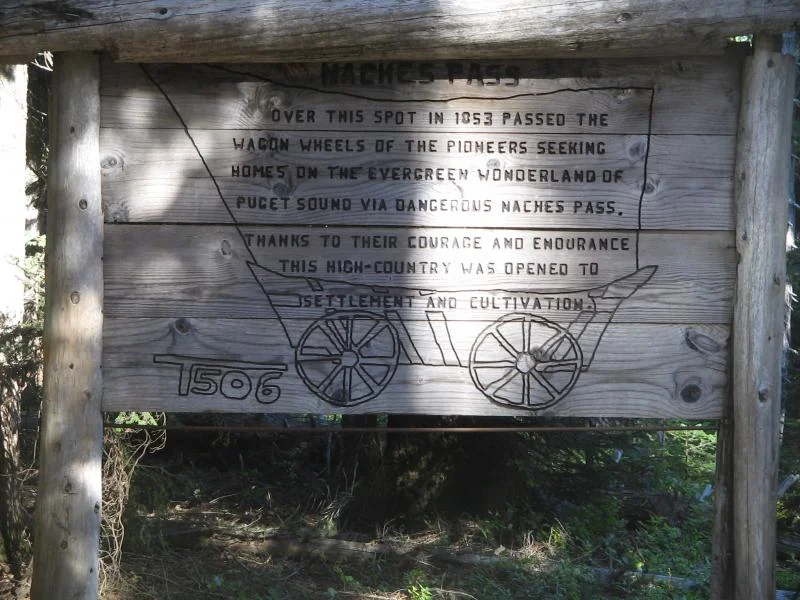 NACHES PASS
OVER THIS SPOT IN 1853 PASSED THE
WAGON WHEELS OF THE PIONEERS SEEKING
HOMES ON THE EVERGREEN WONDERLAND OF
PUGET SOUND VIA DANGEROUS NACHES PASS.
THANKS TO THEIR COURAGE AND ENDURANCE
THIS HIGH-COUNTRY WAS OPENED TO
SETTLEMENT AND CULTIVATION.
1506